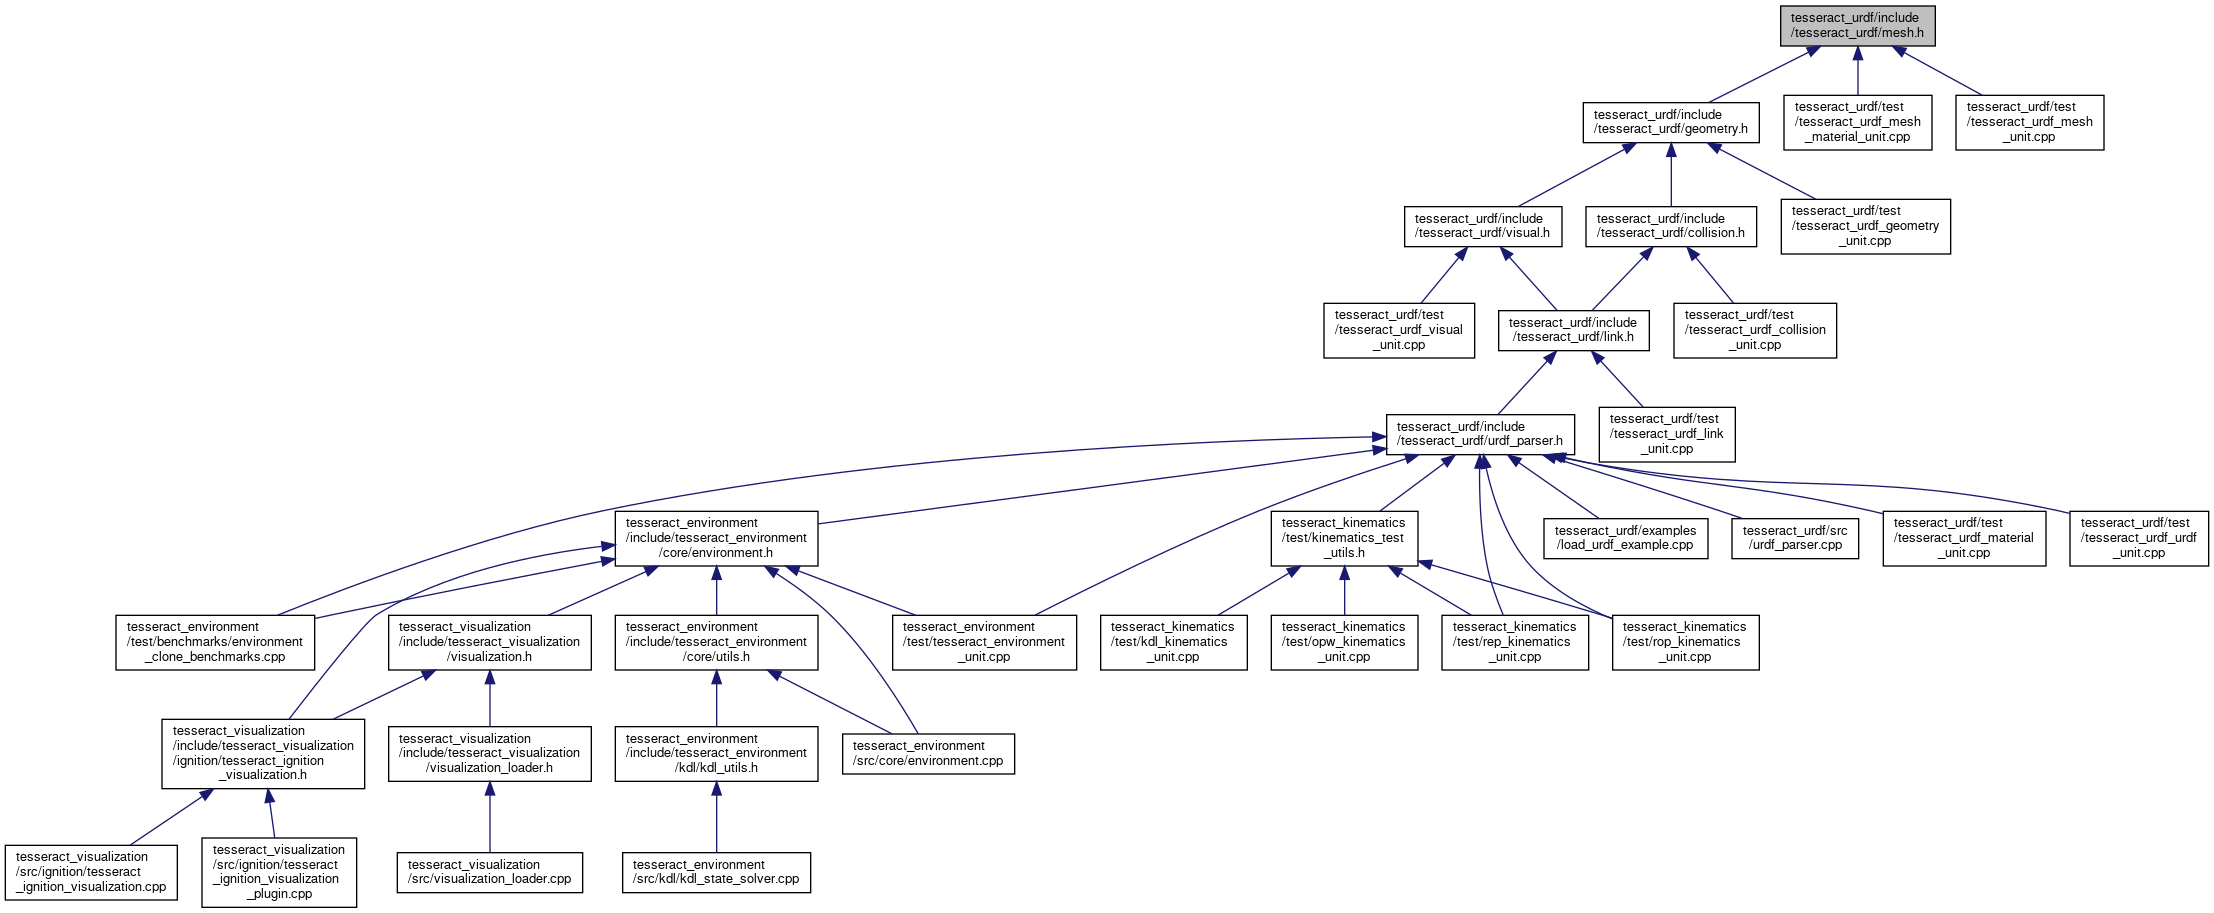 tesseract_urdf/include
/tesseract_urdf/mesh.h
tesseract_urdf/include
/tesseract_urdf/geometry.h
tesseract_urdf/test
/tesseract_urdf_mesh
_material_unit.cpp
tesseract_urdf/test
/tesseract_urdf_mesh
_unit.cpp
tesseract_urdf/include
/tesseract_urdf/visual.h
tesseract_urdf/include
/tesseract_urdf/collision.h
tesseract_urdf/test
/tesseract_urdf_geometry
_unit.cpp
tesseract_urdf/test
/tesseract_urdf_visual
_unit.cpp
tesseract_urdf/include
/tesseract_urdf/link.h
tesseract_urdf/test
/tesseract_urdf_collision
_unit.cpp
tesseract_urdf/include
/tesseract_urdf/urdf_parser.h
tesseract_urdf/test
/tesseract_urdf_link
_unit.cpp
tesseract_environment
/include/tesseract_environment
/core/environment.h
tesseract_kinematics
/test/kinematics_test
_utils.h
tesseract_urdf/examples
/load_urdf_example.cpp
tesseract_urdf/src
/urdf_parser.cpp
tesseract_urdf/test
/tesseract_urdf_material
_unit.cpp
tesseract_urdf/test
/tesseract_urdf_urdf
_unit.cpp
tesseract_environment
/test/benchmarks/environment
_clone_benchmarks.cpp
tesseract_visualization
/include/tesseract_visualization
/visualization.h
tesseract_environment
/include/tesseract_environment
/core/utils.h
tesseract_environment
/test/tesseract_environment
_unit.cpp
tesseract_kinematics
/test/kdl_kinematics
_unit.cpp
tesseract_kinematics
/test/opw_kinematics
_unit.cpp
tesseract_kinematics
/test/rep_kinematics
_unit.cpp
tesseract_kinematics
/test/rop_kinematics
_unit.cpp
tesseract_visualization
/include/tesseract_visualization
/ignition/tesseract_ignition
_visualization.h
tesseract_visualization
/include/tesseract_visualization
/visualization_loader.h
tesseract_environment
/include/tesseract_environment
/kdl/kdl_utils.h
tesseract_environment
/src/core/environment.cpp
tesseract_visualization
/src/ignition/tesseract
_ignition_visualization.cpp
tesseract_visualization
/src/ignition/tesseract
_ignition_visualization
_plugin.cpp
tesseract_visualization
/src/visualization_loader.cpp
tesseract_environment
/src/kdl/kdl_state_solver.cpp